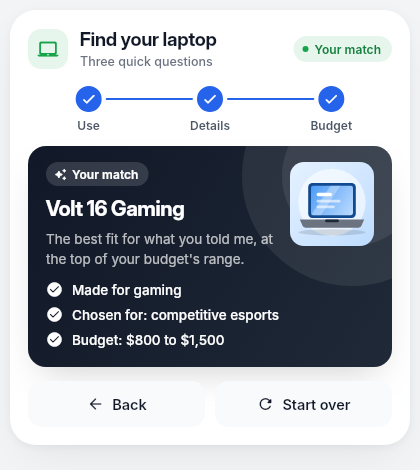 Find your laptop
Three quick questions
Your match
Use
Details
Budget
Your match
Volt 16 Gaming
The best fit for what you told me, at
the top of your budget's range.
Made for gaming
Chosen for: competitive esports
Budget: $800 to $1,500
Back
Start over